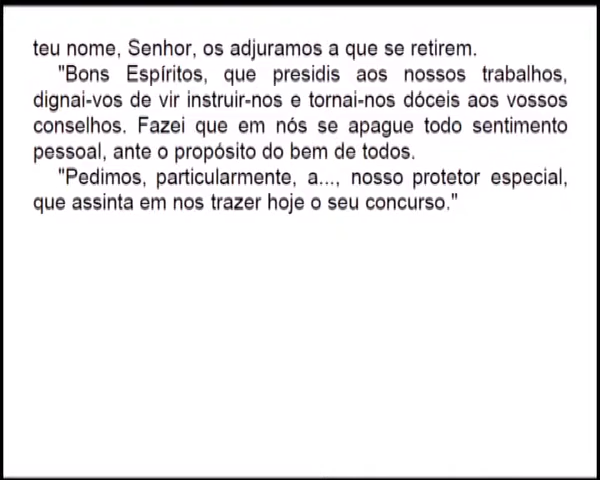 teu nome, Senhor, os adjuramos a que se retirem.
"Bons Espíritos, que presidis aos nossos trabalhos,
dignai-vos de vir instruir-nos e tornai-nos dóceis aos vossos
conselhos. Fazei que em nós se apague todo sentimento
pessoal, ante o propósito do bem de todos.
"Pedimos, particularmente, a..., nosso protetor especial,
que assinta em nos trazer hoje o seu concurso."